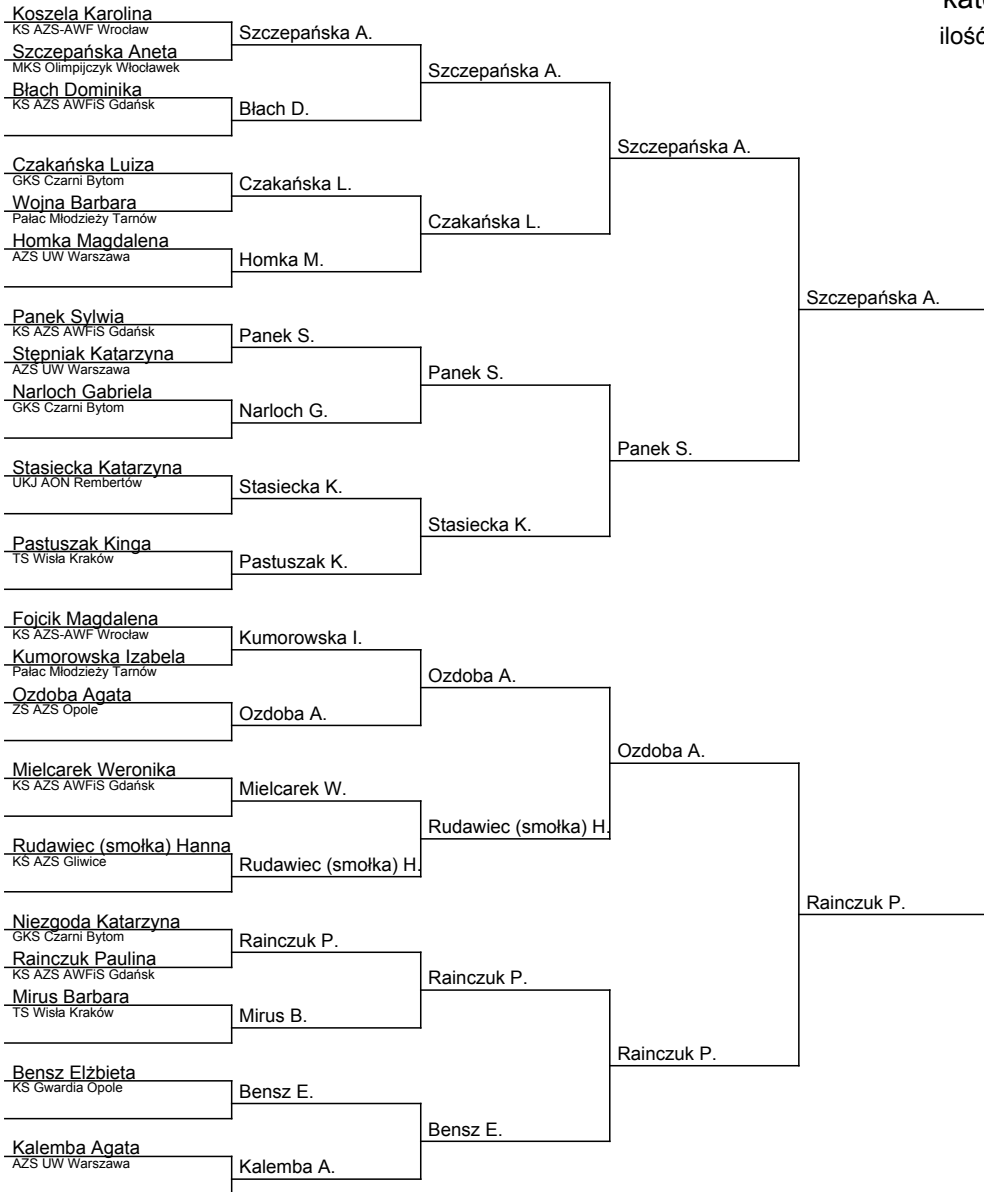 Koszela Karolina
KS AZS-AWF Wrocław
Szczepańska Aneta
MKS Olimpijczyk Włocławek
Błach Dominika
KS AZS AWFiS Gdańsk
Czakańska Luiza
GKS Czarni Bytom
Wojna Barbara
Pałac Młodzieży Tarnów
Homka Magdalena
AZS UW Warszawa
Panek Sylwia
KS AZS AWFiS Gdańsk
Stępniak Katarzyna
AZS UW Warszawa
Narloch Gabriela
GKS Czarni Bytom
Stasiecka Katarzyna
UKJ AON Rembertów
Pastuszak Kinga
TS Wisła Kraków
Fojcik Magdalena
KS AZS-AWF Wrocław
Kumorowska Izabela
Pałac Młodzieży Tarnów
Ozdoba Agata
ZS AZS Opole
Mielcarek Weronika
KS AZS AWFiS Gdańsk
Rudawiec (smołka) Hanna
KS AZS Gliwice
Niezgoda Katarzyna
GKS Czarni Bytom
Rainczuk Paulina
KS AZS AWFiS Gdańsk
Mirus Barbara
TS Wisła Kraków
Bensz Elżbieta
KS Gwardia Opole
Kalemba Agata
AZS UW Warszawa
Szczepańska A.
Błach D.
Czakańska L.
Homka M.
Panek S.
Narloch G.
Stasiecka K.
Pastuszak K.
Kumorowska I.
Ozdoba A.
Mielcarek W.
Rudawiec (smołka) H.
Rainczuk P.
Mirus B.
Bensz E.
Kalemba A.
Szczepańska A.
Czakańska L.
Panek S.
Stasiecka K.
Ozdoba A.
Rudawiec (smołka) H.
Rainczuk P.
Bensz E.
Szczepańska A.
Panek S.
Ozdoba A.
Rainczuk P.
Szczepańska A.
Rainczuk P.
ilość